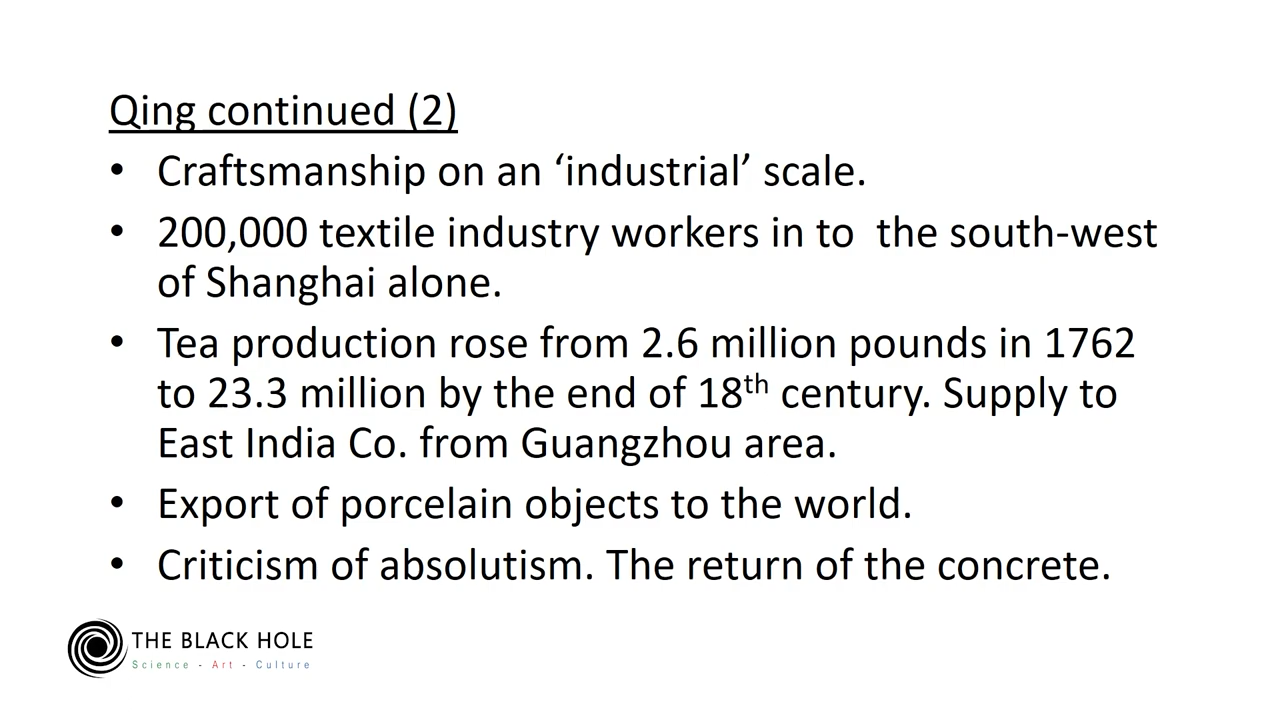 Qing continued (2)
• Craftsmanship on an ‘industrial’ scale.
• 200,000 textile industry workers in to  the south-west
of Shanghai alone.
• Tea production rose from 2.6 million pounds in 1762
to 23.3 million by the end of 18th century. Supply to
East India Co. from Guangzhou area.
• Export of porcelain objects to the world.
• Criticism of absolutism. The return of the concrete.
THE BLACK HOLE
Science - Art - Culture